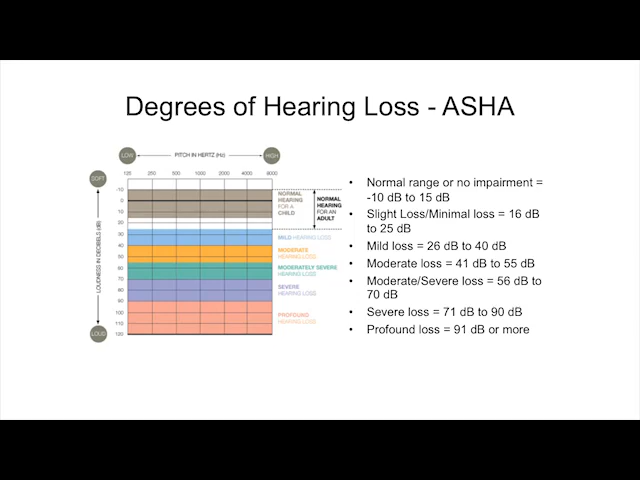 Degrees of Hearing Loss - ASHA
LOW
PITCH IN HERTZ (Hz)
HIGH
125 250 500 1000 2000 4000 8000
SOFT
LOUDNESS IN DECIBELS (dB)
LOUD
-10
0
10
20
30
40
50
60
70
80
90
100
110
120
NORMAL
HEARING
FOR A
CHILD
NORMAL
HEARING
FOR AN
ADULT
MILD HEARING LOSS
MODERATE
HEARING LOSS
MODERATELY SEVERE
HEARING LOSS
SEVERE
HEARING LOSS
PROFOUND
HEARING LOSS
• Normal range or no impairment =
-10 dB to 15 dB
• Slight Loss/Minimal loss = 16 dB
to 25 dB
• Mild loss = 26 dB to 40 dB
• Moderate loss = 41 dB to 55 dB
• Moderate/Severe loss = 56 dB to
70 dB
• Severe loss = 71 dB to 90 dB
• Profound loss = 91 dB or more